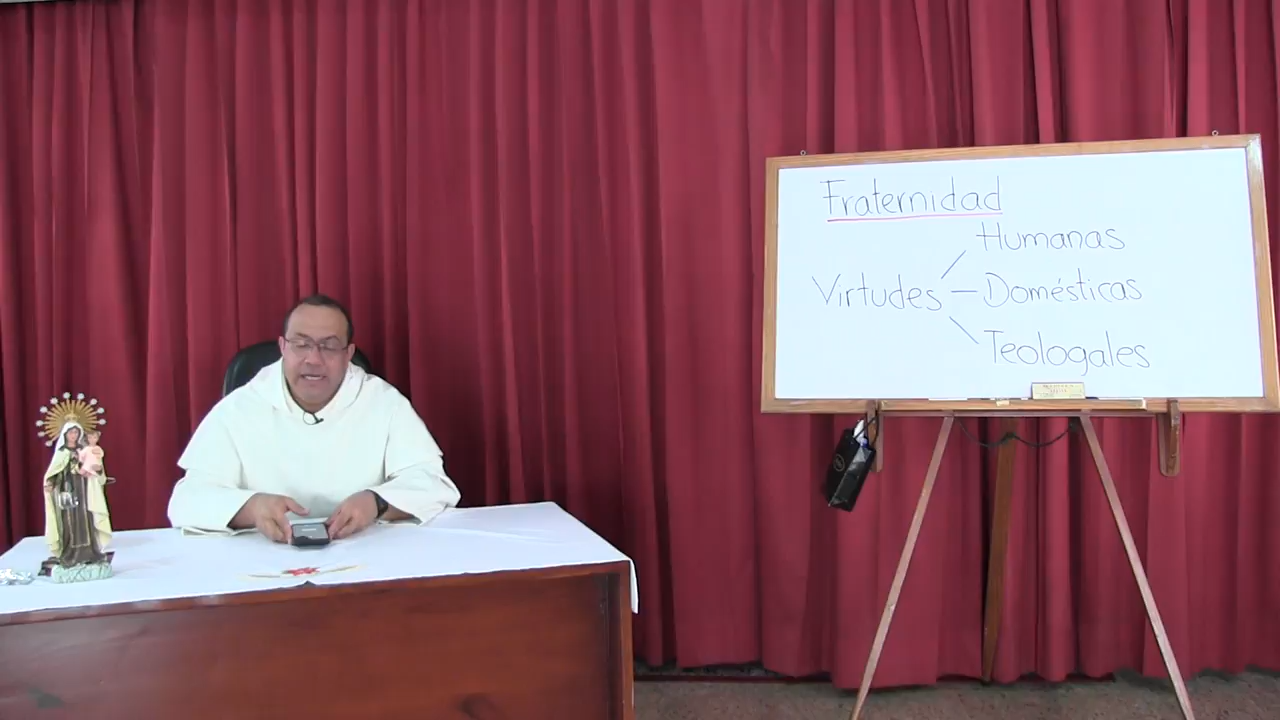 Fraternidad
Humanas
Virtudes — Domésticas
Teologales